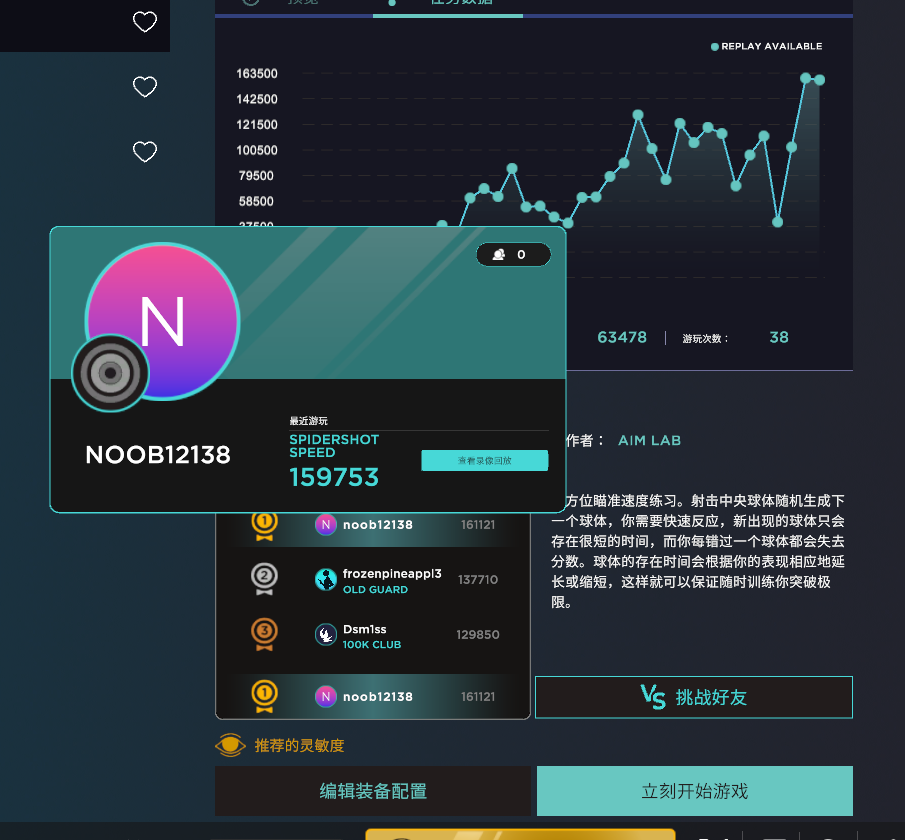 任务数据
REPLAY AVAILABLE
163500
142500
121500
100500
79500
58500
37500
0
N
63478
游玩次数：
38
最近游玩
SPIDERSHOT
SPEED
159753
查看录像回放
NOOB12138
作者： AIM LAB
方位瞄准速度练习。射击中央球体随机生成下
一个球体，你需要快速反应，新出现的球体只会
存在很短的时间，而你每错过一个球体都会失去
分数。球体的存在时间会根据你的表现相应地延
长或缩短，这样就可以保证随时训练你突破极
限。
1 N noob12138 161121
2 frozenpineappl3 137710
OLD GUARD
3 Dsm1ss 129850
100K CLUB
1 N noob12138 161121
VS 挑战好友
推荐的灵敏度
编辑装备配置
立刻开始游戏